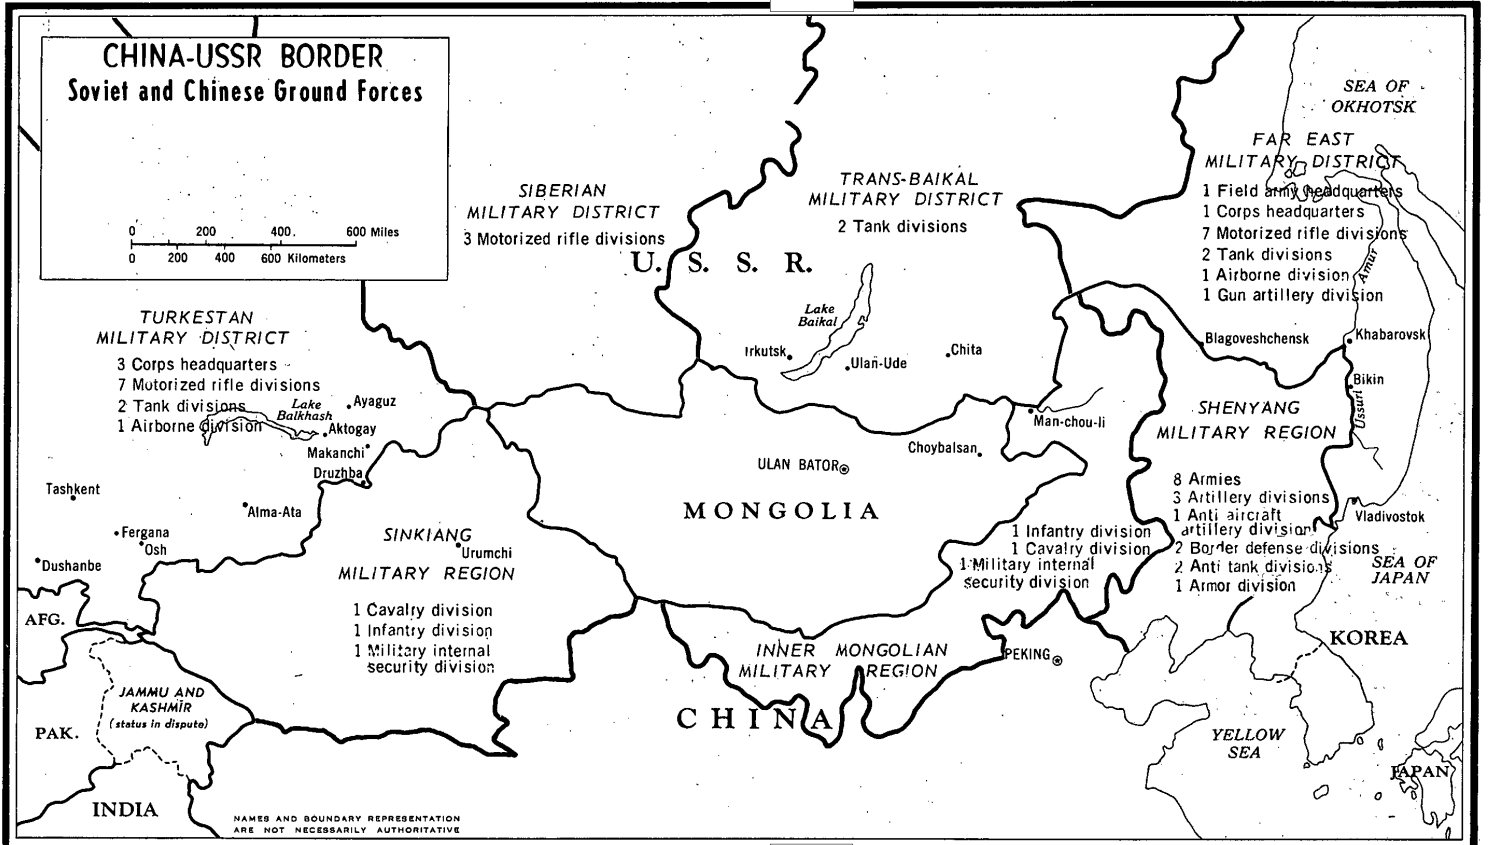 CHINA-USSR BORDER
Soviet and Chinese Ground Forces
0 200 400 600 Miles
0 200 400 600 Kilometers
SEA OF
OKHOTSK
FAR EAST
MILITARY DISTRICT
1 Field army headquarters
1 Corps headquarters
7 Motorized rifle divisions
2 Tank divisions
1 Airborne division
1 Gun artillery division
Amur
SIBERIAN
MILITARY DISTRICT
3 Motorized rifle divisions
TRANS-BAIKAL
MILITARY DISTRICT
2 Tank divisions
U. S. S. R.
Lake
Baikal
Irkutsk
Ulan-Ude
Chita
Blagoveshchensk
Khabarovsk
Bikin
Ussuri
TURKESTAN
MILITARY DISTRICT
3 Corps headquarters
7 Motorized rifle divisions
2 Tank divisions
1 Airborne division
Lake
Balkhash
Ayaguz
Aktogay
Makanchi
Druzhba
Tashkent
Alma-Ata
Fergana
Osh
Dushanbe
Man-chou-li
Choybalsan
ULAN BATOR
MONGOLIA
SHENYANG
MILITARY REGION
8 Armies
3 Artillery divisions
1 Anti aircraft
artillery division
2 Border defense divisions
2 Anti tank divisions
1 Armor division
Vladivostok
SEA OF
JAPAN
SINKIANG
Urumchi
MILITARY REGION
1 Cavalry division
1 Infantry division
1 Military internal
security division
1 Infantry division
1 Cavalry division
1 Military internal
security division
INNER MONGOLIAN
MILITARY REGION
PEKING
CHINA
KOREA
YELLOW
SEA
JAPAN
AFG.
PAK.
JAMMU AND
KASHMIR
(status in dispute)
INDIA
NAMES AND BOUNDARY REPRESENTATION
ARE NOT NECESSARILY AUTHORITATIVE